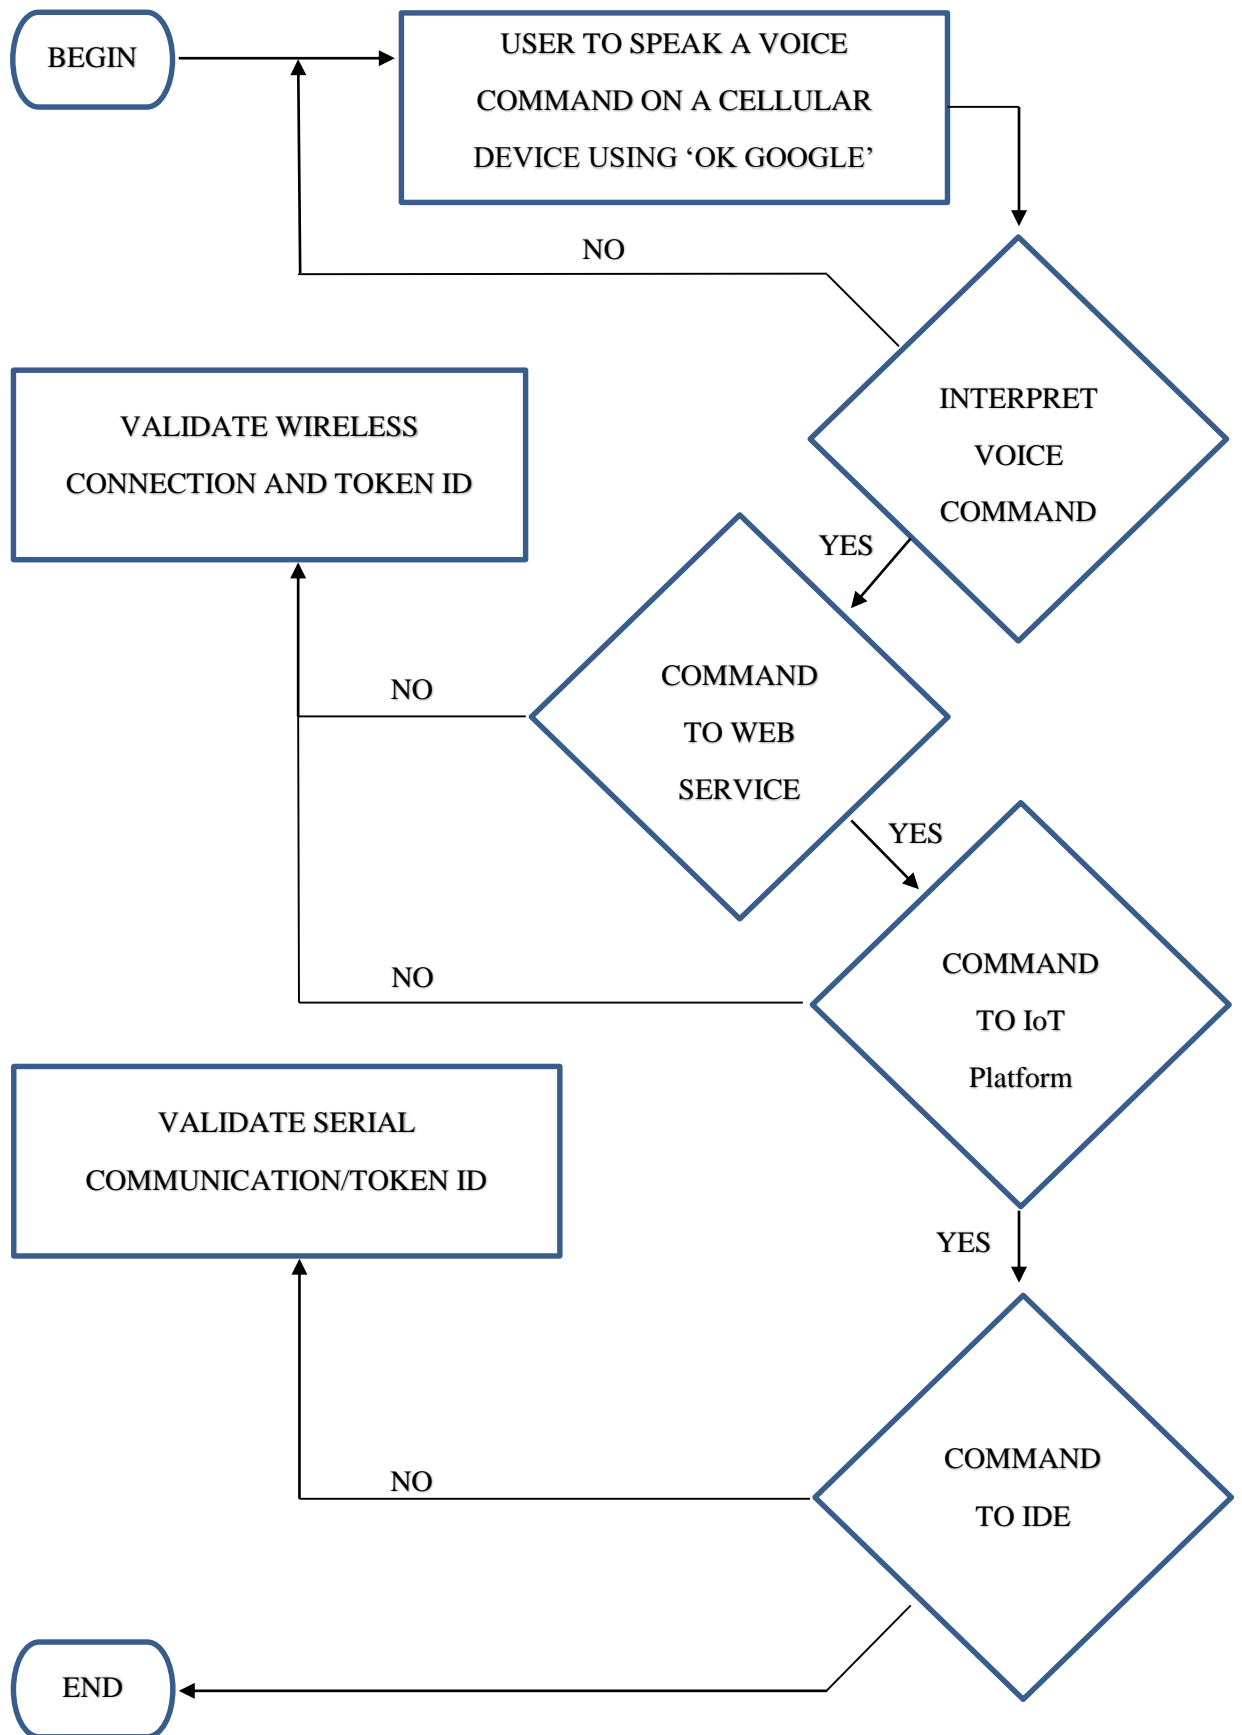 BEGIN
USER TO SPEAK A VOICE
COMMAND ON A CELLULAR
DEVICE USING ‘OK GOOGLE’
NO
INTERPRET
VOICE
COMMAND
VALIDATE WIRELESS
CONNECTION AND TOKEN ID
YES
COMMAND
TO WEB
SERVICE
NO
YES
COMMAND
TO IoT
Platform
NO
VALIDATE SERIAL
COMMUNICATION/TOKEN ID
YES
COMMAND
TO IDE
NO
END